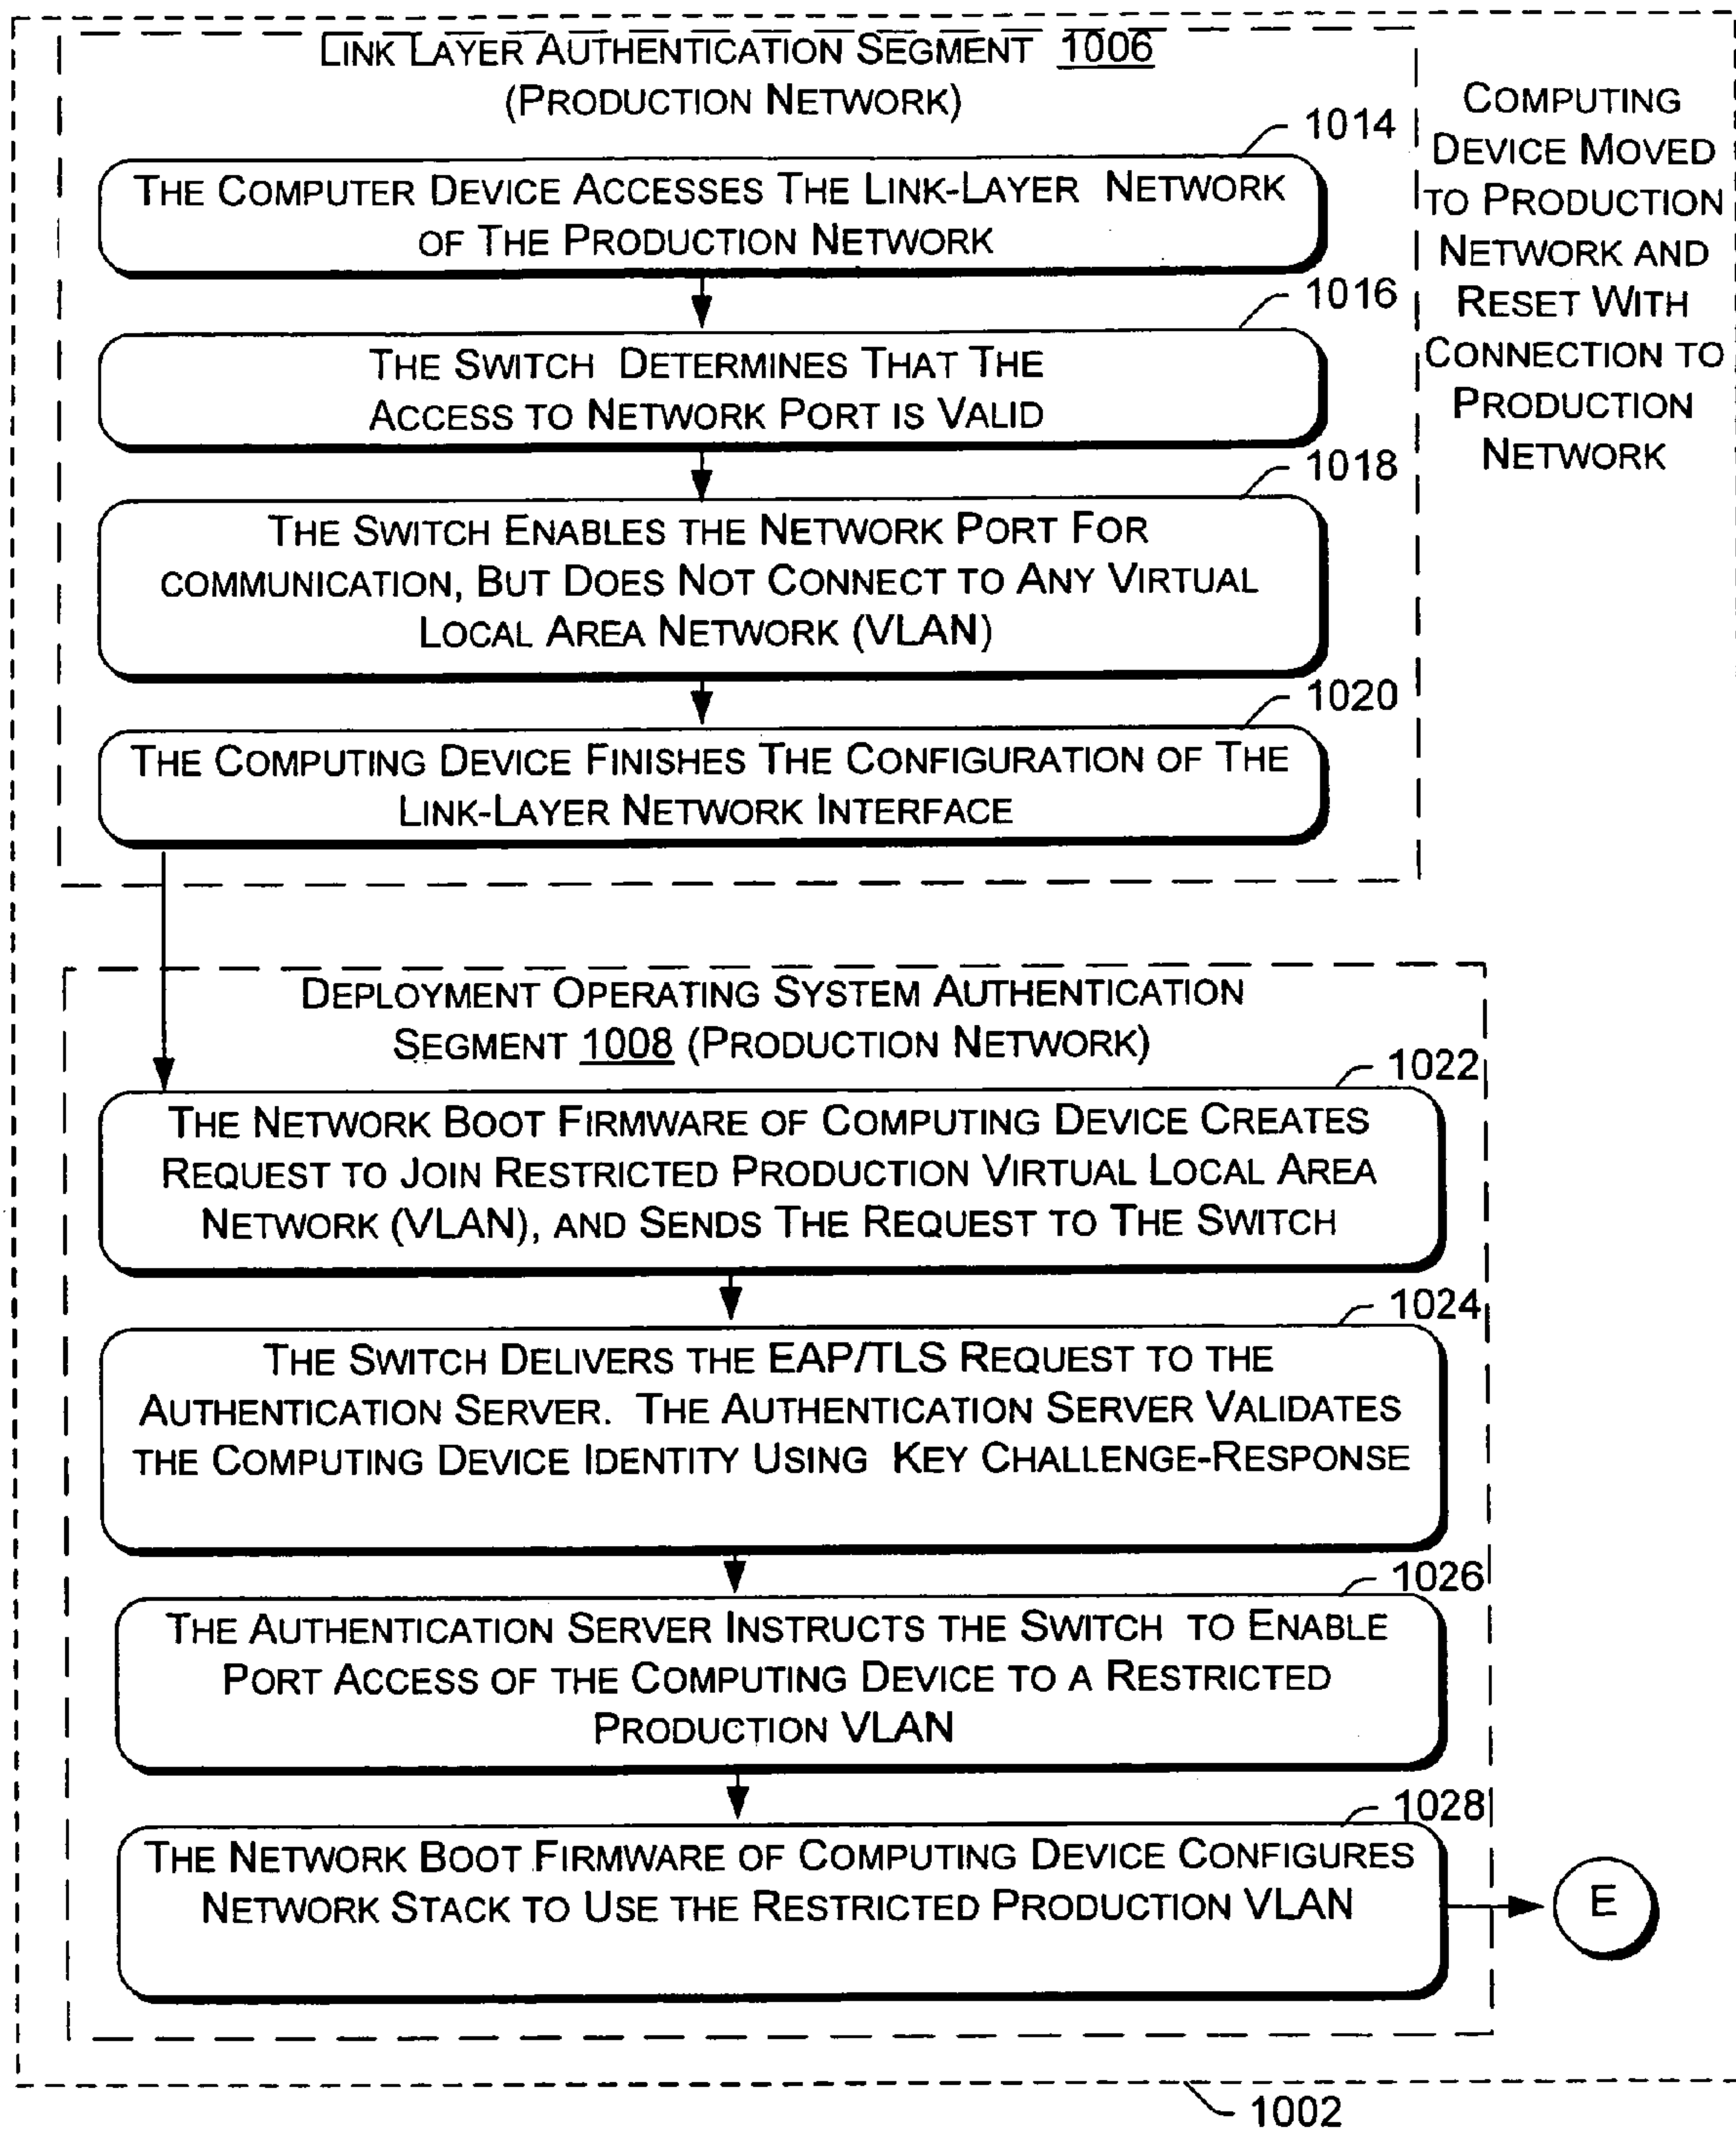 LINK LAYER AUTHENTICATION SEGMENT 1006
(PRODUCTION NETWORK)
COMPUTING
DEVICE MOVED
TO PRODUCTION
NETWORK AND
RESET WITH
CONNECTION TO
PRODUCTION
NETWORK
1014
THE COMPUTER DEVICE ACCESSES THE LINK-LAYER NETWORK
OF THE PRODUCTION NETWORK
1016
THE SWITCH DETERMINES THAT THE
ACCESS TO NETWORK PORT IS VALID
1018
THE SWITCH ENABLES THE NETWORK PORT FOR
COMMUNICATION, BUT DOES NOT CONNECT TO ANY VIRTUAL
LOCAL AREA NETWORK (VLAN)
1020
THE COMPUTING DEVICE FINISHES THE CONFIGURATION OF THE
LINK-LAYER NETWORK INTERFACE
DEPLOYMENT OPERATING SYSTEM AUTHENTICATION
SEGMENT 1008 (PRODUCTION NETWORK)
1022
THE NETWORK BOOT FIRMWARE OF COMPUTING DEVICE CREATES
REQUEST TO JOIN RESTRICTED PRODUCTION VIRTUAL LOCAL AREA
NETWORK (VLAN), AND SENDS THE REQUEST TO THE SWITCH
1024
THE SWITCH DELIVERS THE EAP/TLS REQUEST TO THE
AUTHENTICATION SERVER. THE AUTHENTICATION SERVER VALIDATES
THE COMPUTING DEVICE IDENTITY USING KEY CHALLENGE-RESPONSE
1026
THE AUTHENTICATION SERVER INSTRUCTS THE SWITCH TO ENABLE
PORT ACCESS OF THE COMPUTING DEVICE TO A RESTRICTED
PRODUCTION VLAN
1028
THE NETWORK BOOT FIRMWARE OF COMPUTING DEVICE CONFIGURES
NETWORK STACK TO USE THE RESTRICTED PRODUCTION VLAN
E
1002